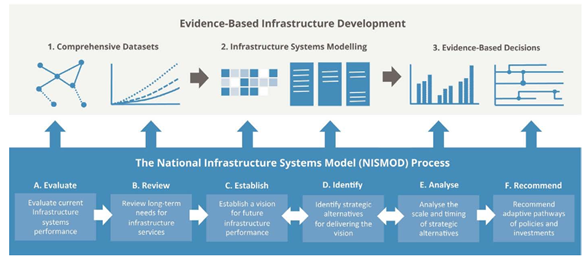 Evidence-Based Infrastructure Development
1. Comprehensive Datasets
2. Infrastructure Systems Modelling
3. Evidence-Based Decisions
The National Infrastructure Systems Model (NISMOD) Process
A. Evaluate
Evaluate current
Infrastructure
systems
performance
B. Review
Review long-term
needs for
infrastructure
services
C. Establish
Establish a vision
for future
infrastructure
performance
D. Identify
Identify strategic
alternatives
for delivering the
vision
E. Analyse
Analyse the
scale and timing
of strategic
alternatives
F. Recommend
Recommend
adaptive pathways
of policies and
investments